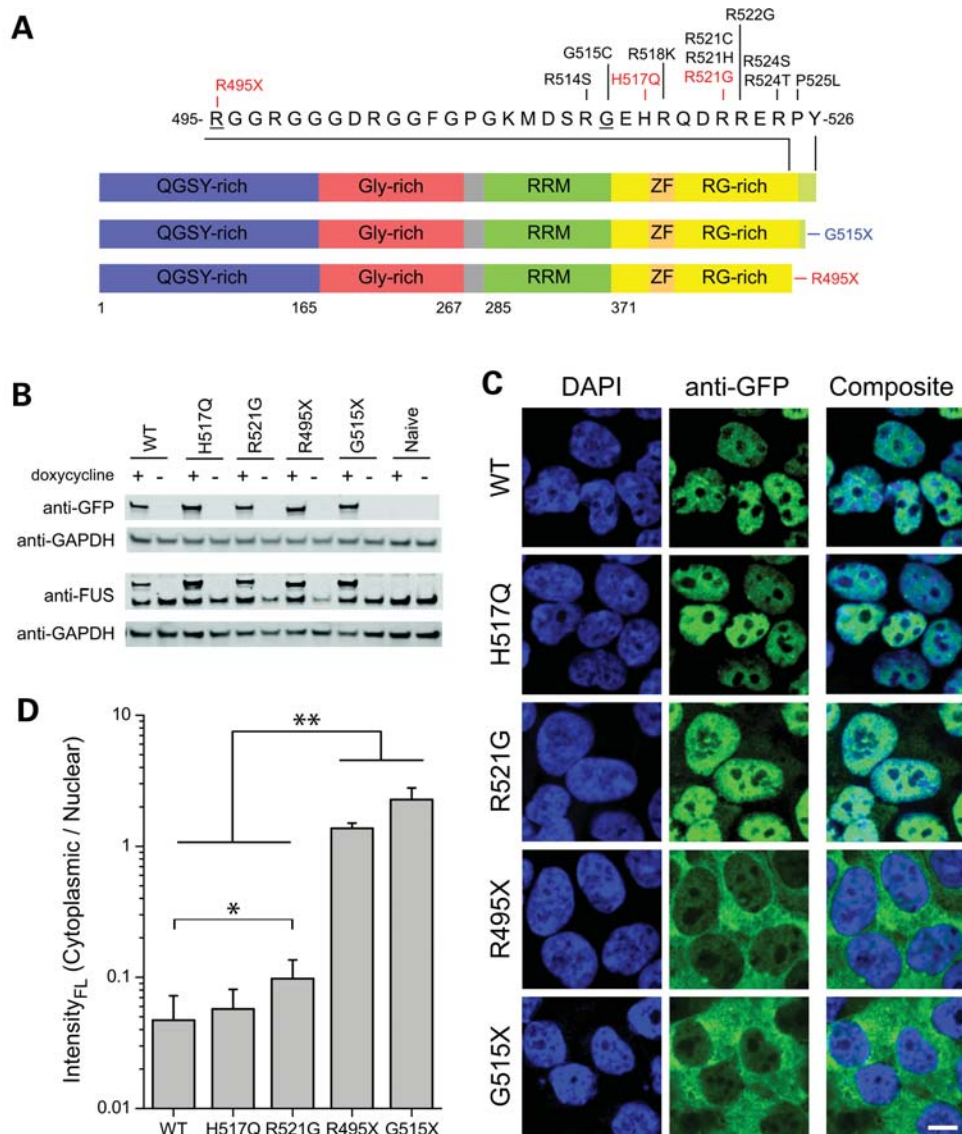 A
R522G
R521C
G515C R518K R521H R524S
R495X R514S H517Q R521G R524T P525L
495- R G G R G G G D R G G F G P G K M D S R G E H R Q D R R E R P Y -526
QGSY-rich Gly-rich RRM ZF RG-rich
QGSY-rich Gly-rich RRM ZF RG-rich G515X
QGSY-rich Gly-rich RRM ZF RG-rich R495X
1 165 267 285 371
B
WT H517Q R521G R495X G515X Naive
doxycycline + - + - + - + - + - + -
anti-GFP
anti-GAPDH
anti-FUS
anti-GAPDH
C
DAPI anti-GFP Composite
WT
H517Q
R521G
R495X
G515X
D
Intensity FL (Cytoplasmic / Nuclear)
10
1
0.1
0.01
**
*
WT H517Q R521G R495X G515X